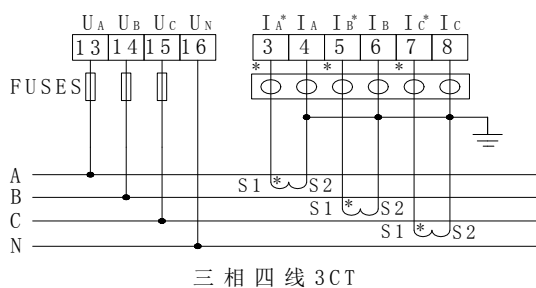 UA UB UC UN IA* IA IB* IB IC* IC
13 14 15 16 3 4 5 6 7 8
* * *
FUSES
A
S1 * S2
B
S1 * S2
C
S1 * S2
N
三相四线 3CT